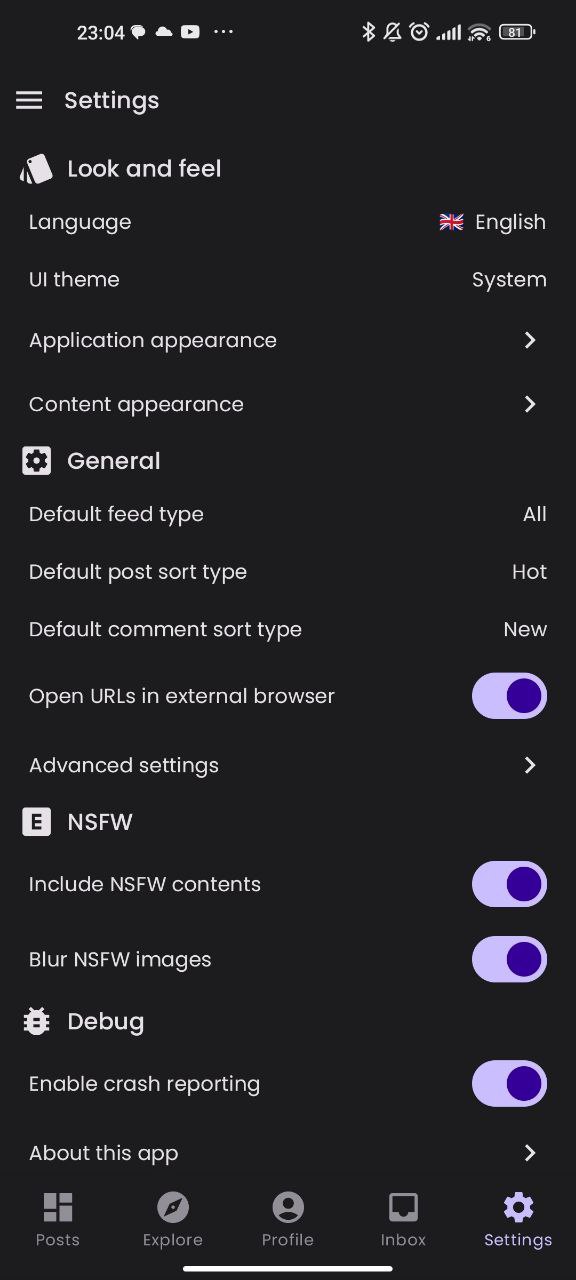 23:04 81
Settings
Look and feel
Language English
UI theme System
Application appearance
Content appearance
General
Default feed type All
Default post sort type Hot
Default comment sort type New
Open URLs in external browser
Advanced settings
E NSFW
Include NSFW contents
Blur NSFW images
Debug
Enable crash reporting
About this app
Posts Explore Profile Inbox Settings